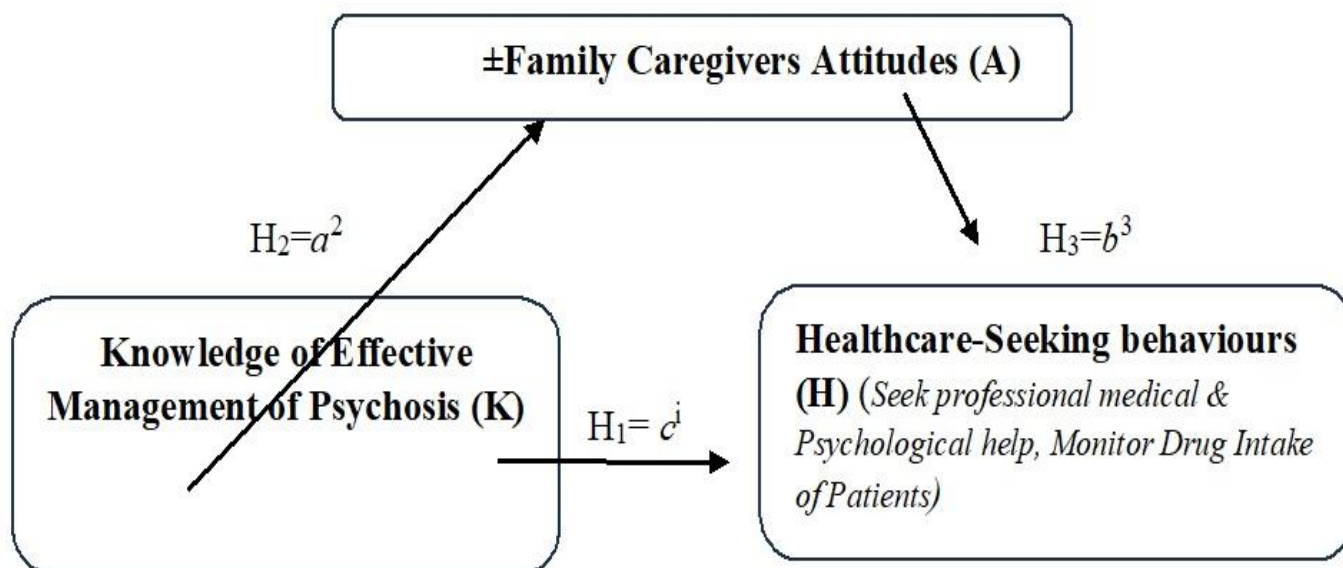 ±Family Caregivers Attitudes (A)
H₂=a²
H₃=b³
Knowledge of Effective
Management of Psychosis (K)
H₁= cⁱ
Healthcare-Seeking behaviours
(H) (Seek professional medical &
Psychological help, Monitor Drug Intake
of Patients)